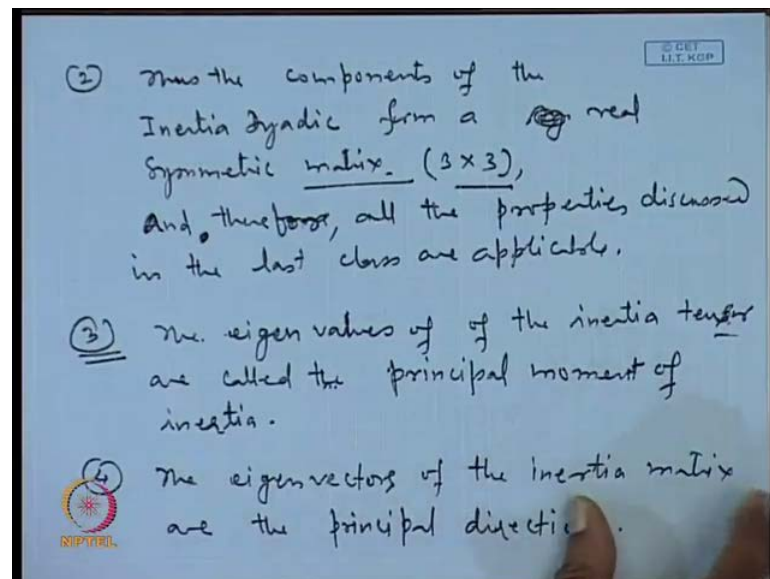 © CET
I.I.T. KGP
(2) Thus the components of the
Inertia Dyadic form a real
Symmetric matrix. (3 × 3),
And, therefore, all the properties discussed
in the last class are applicable.
(3) The eigen values of of the inertia tensor
are called the principal moment of
inertia.
(4) The eigenvectors of the inertia matrix
are the principal directi
NPTEL